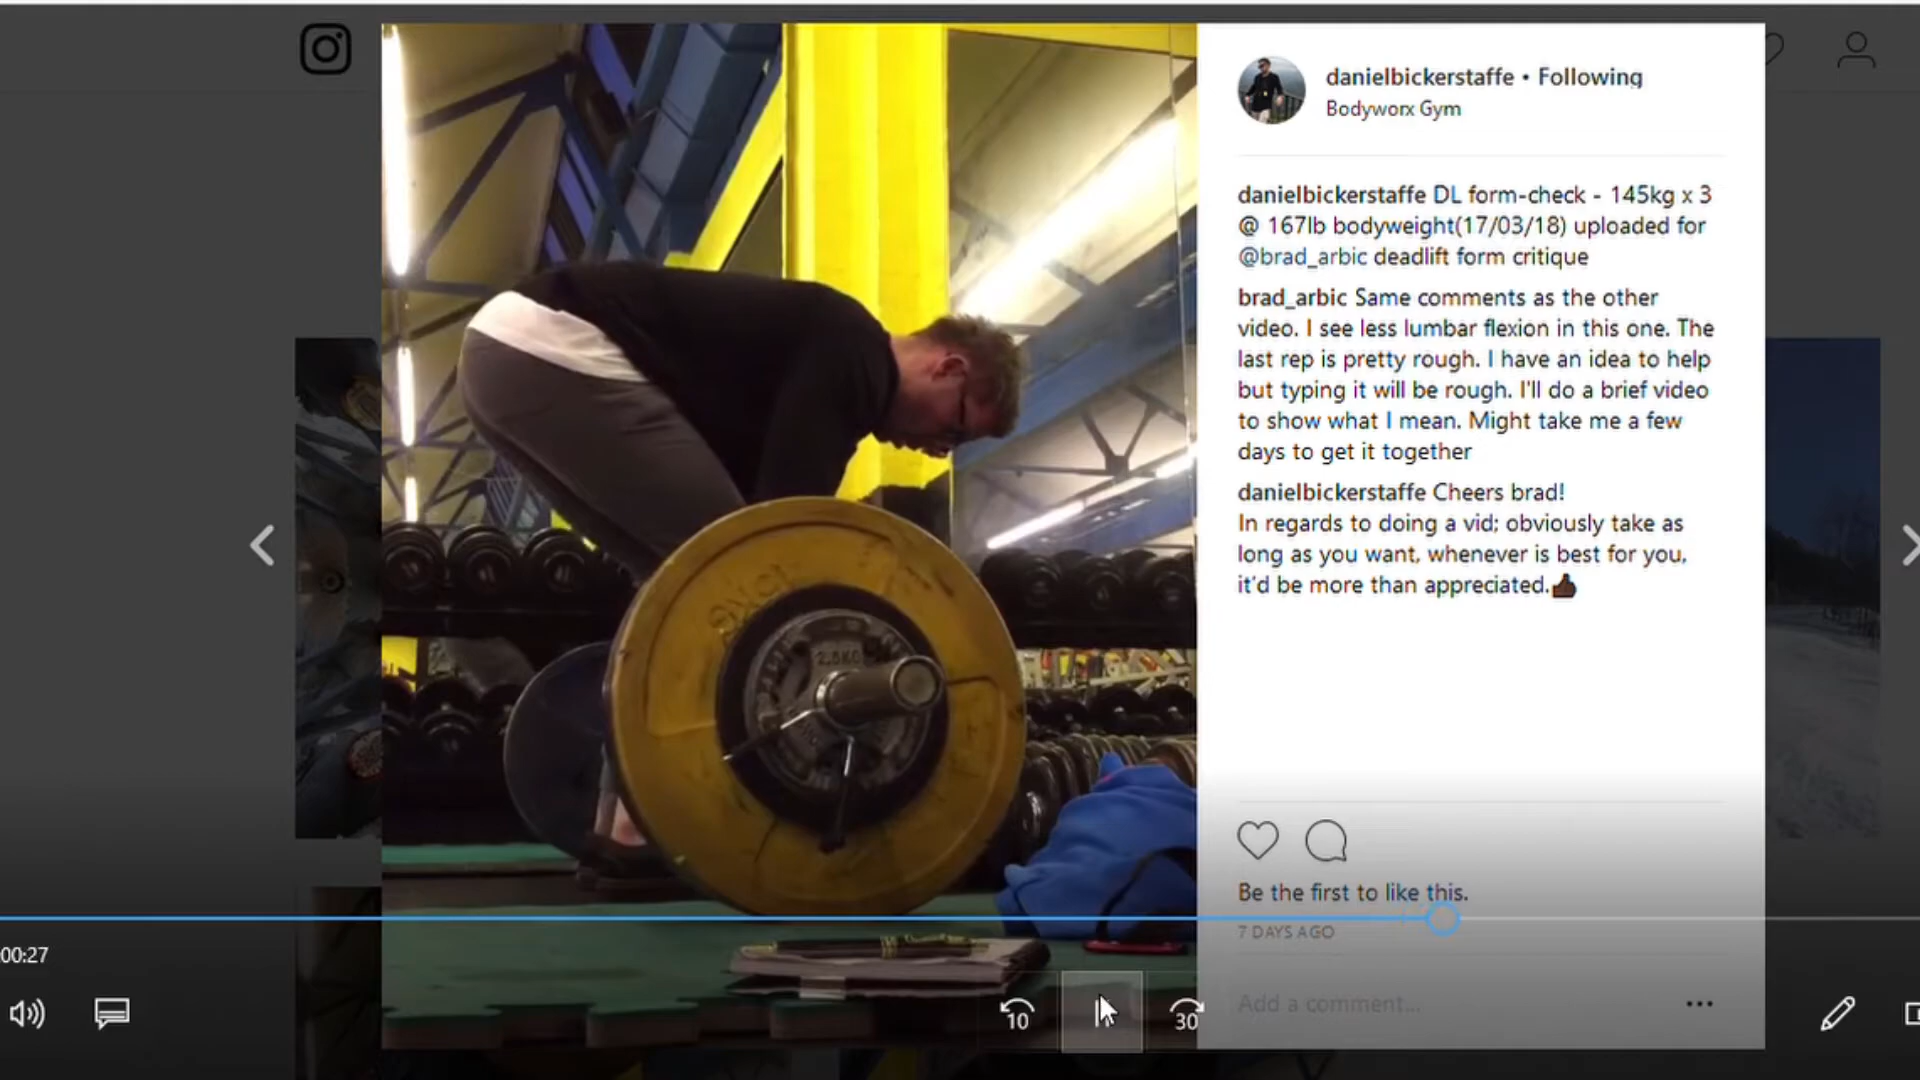 danielbickerstaffe • Following
Bodyworx Gym
danielbickerstaffe DL form-check - 145kg x 3
@ 167lb bodyweight(17/03/18) uploaded for
@brad_arbic deadlift form critique
brad_arbic Same comments as the other
video. I see less lumbar flexion in this one. The
last rep is pretty rough. I have an idea to help
but typing it will be rough. I'll do a brief video
to show what I mean. Might take me a few
days to get it together
danielbickerstaffe Cheers brad!
In regards to doing a vid; obviously take as
long as you want, whenever is best for you,
it'd be more than appreciated.👍🏿
2.5KG
Be the first to like this.
7 DAYS AGO
Add a comment...
00:27
10
30